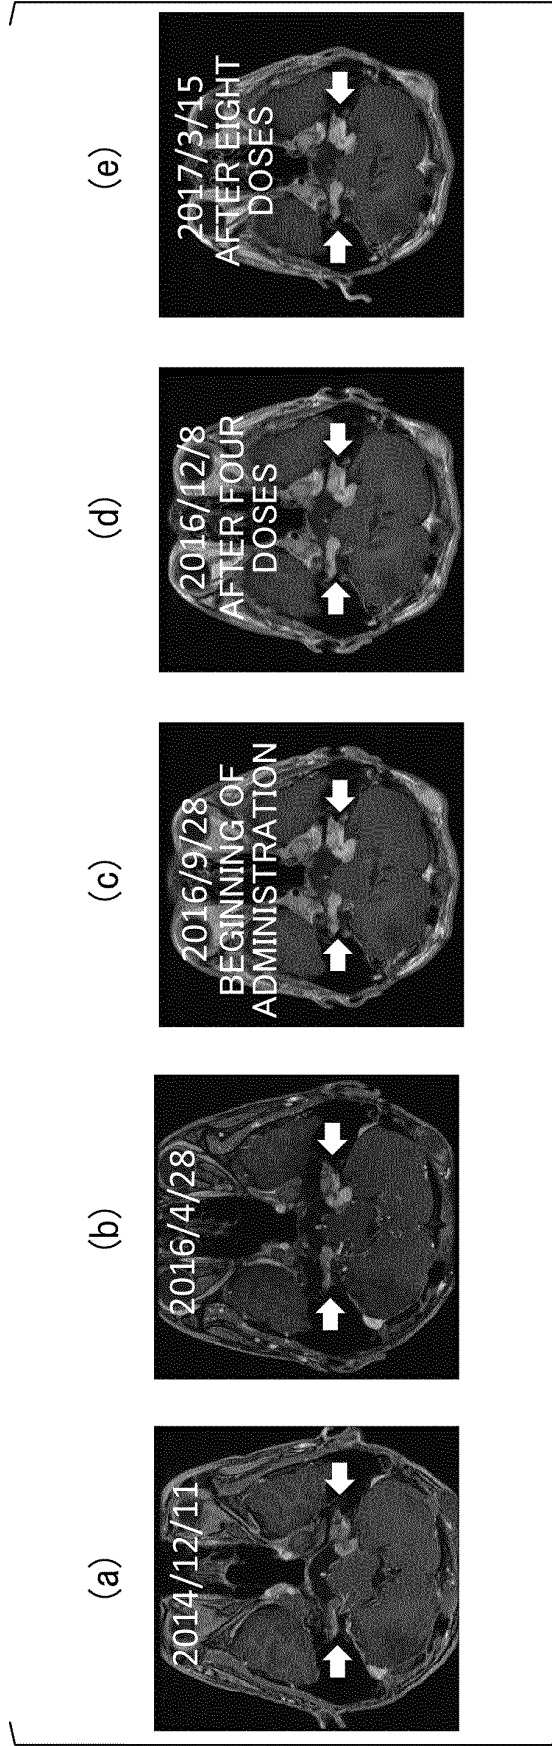 (a)
2014/12/11
(b)
2016/4/28
(c)
2016/9/28
BEGINNING OF
ADMINISTRATION
(d)
2016/12/8
AFTER FOUR
DOSES
(e)
2017/3/15
AFTER EIGHT
DOSES